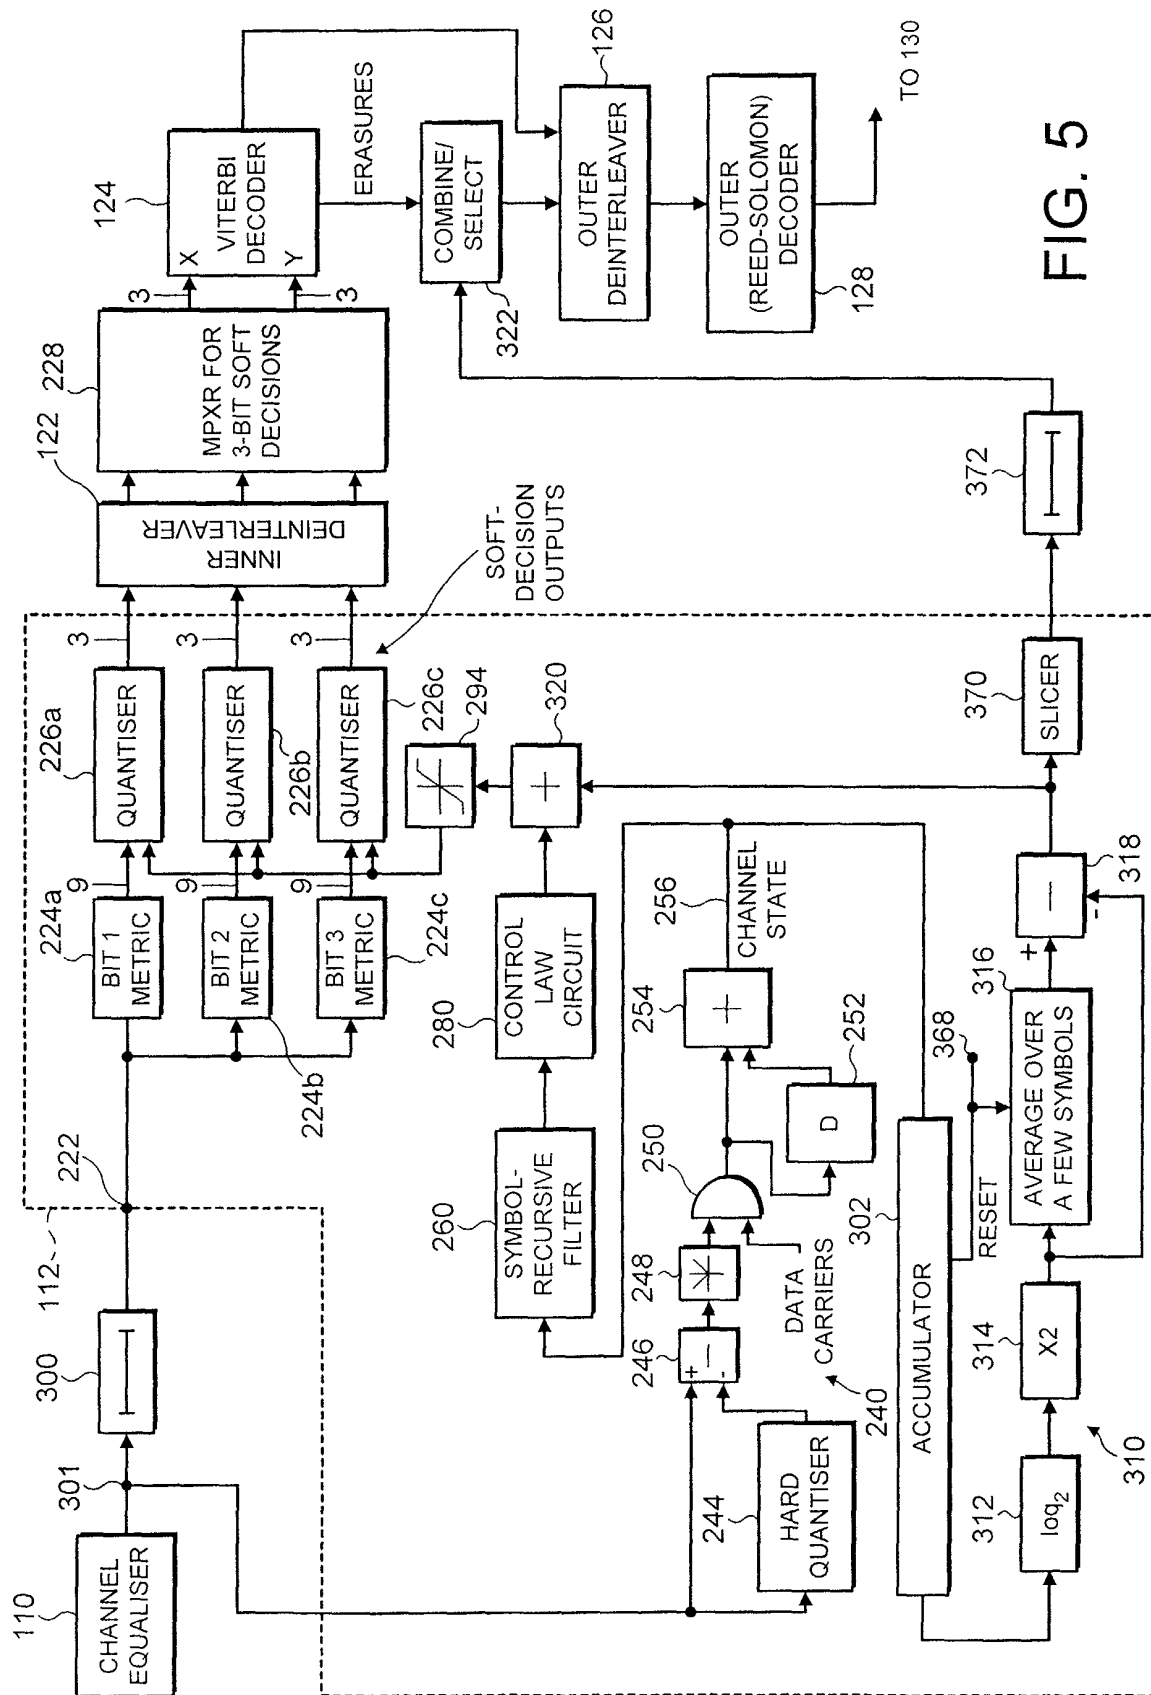 110
CHANNEL
EQUALISER
301
300
112
222
224a
BIT 1
METRIC
9
226a
QUANTISER
3
224b
BIT 2
METRIC
9
226b
QUANTISER
3
224c
BIT 3
METRIC
9
226c
QUANTISER
3
SOFT-
DECISION
OUTPUTS
122
INNER
DEINTERLEAVER
228
MPXR FOR
3-BIT SOFT
DECISIONS
3
3
124
X
Y
VITERBI
DECODER
ERASURES
COMBINE/
SELECT
322
126
OUTER
DEINTERLEAVER
OUTER
(REED-SOLOMON)
DECODER
128
TO 130
294
320
+
280
CONTROL
LAW
CIRCUIT
260
SYMBOL-
RECURSIVE
FILTER
244
HARD
QUANTISER
246
+
-
–
248
250
DATA
CARRIERS
240
D
252
254
+
256
CHANNEL
STATE
302
ACCUMULATOR
RESET
368
312
loq2
310
314
X2
316
AVERAGE OVER
A FEW SYMBOLS
+
-
—
318
370
SLICER
372
FIG. 5